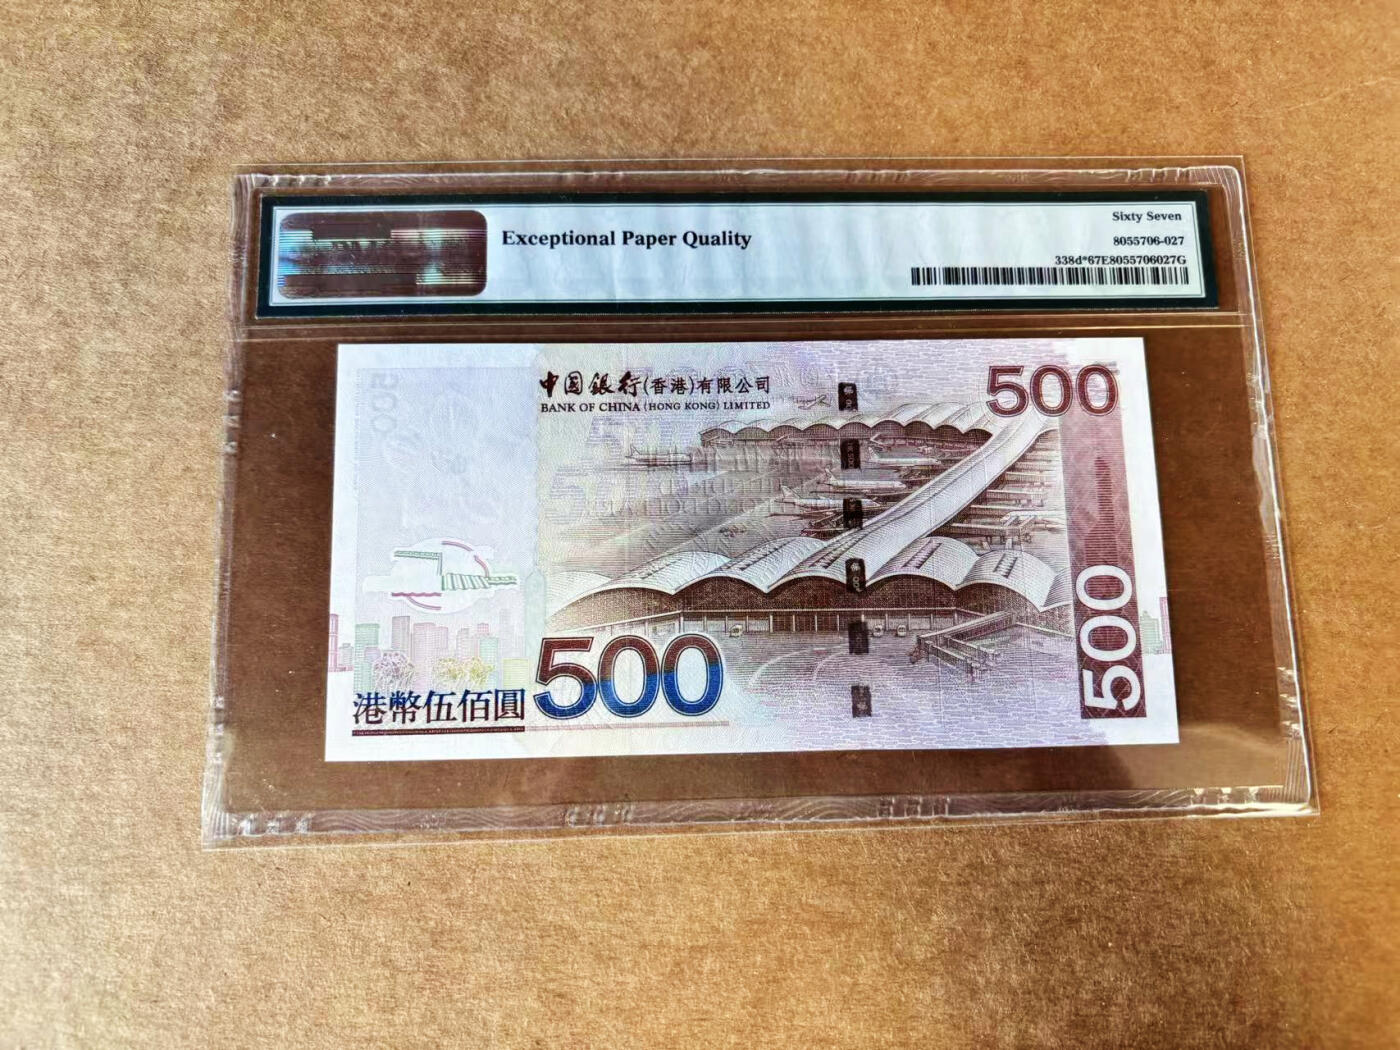 Sixty Seven
Exceptional Paper Quality
8055706-027
338d*67E8055706027G
中国銀行(香港)有限公司
BANK OF CHINA (HONG KONG) LIMITED
500
500
港幣伍佰圓
500